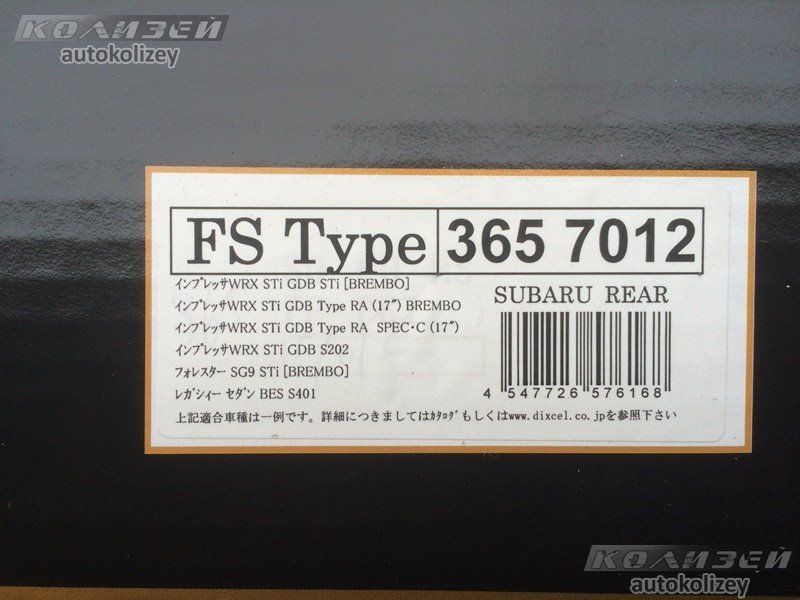 КОЛИЗЕЙ
autokolizey
FS Type 365 7012
ｲﾝﾌﾟﾚｯｻWRX STi GDB STi [BREMBO]
ｲﾝﾌﾟﾚｯｻWRX STi GDB Type RA (17") BREMBO
ｲﾝﾌﾟﾚｯｻWRX STi GDB Type RA SPEC･C (17")
ｲﾝﾌﾟﾚｯｻWRX STi GDB S202
ﾌｫﾚｽﾀｰ SG9 STi [BREMBO]
ﾚｶﾞｼｨｰ ｾﾀﾞﾝ BES S401
SUBARU REAR
4 547726 576168
上記適合車種は一例です。詳細につきましてはｶﾀﾛｸﾞもしくはwww.dixcel.co.jpを参照下さい
КОЛИЗЕЙ
autokolizey